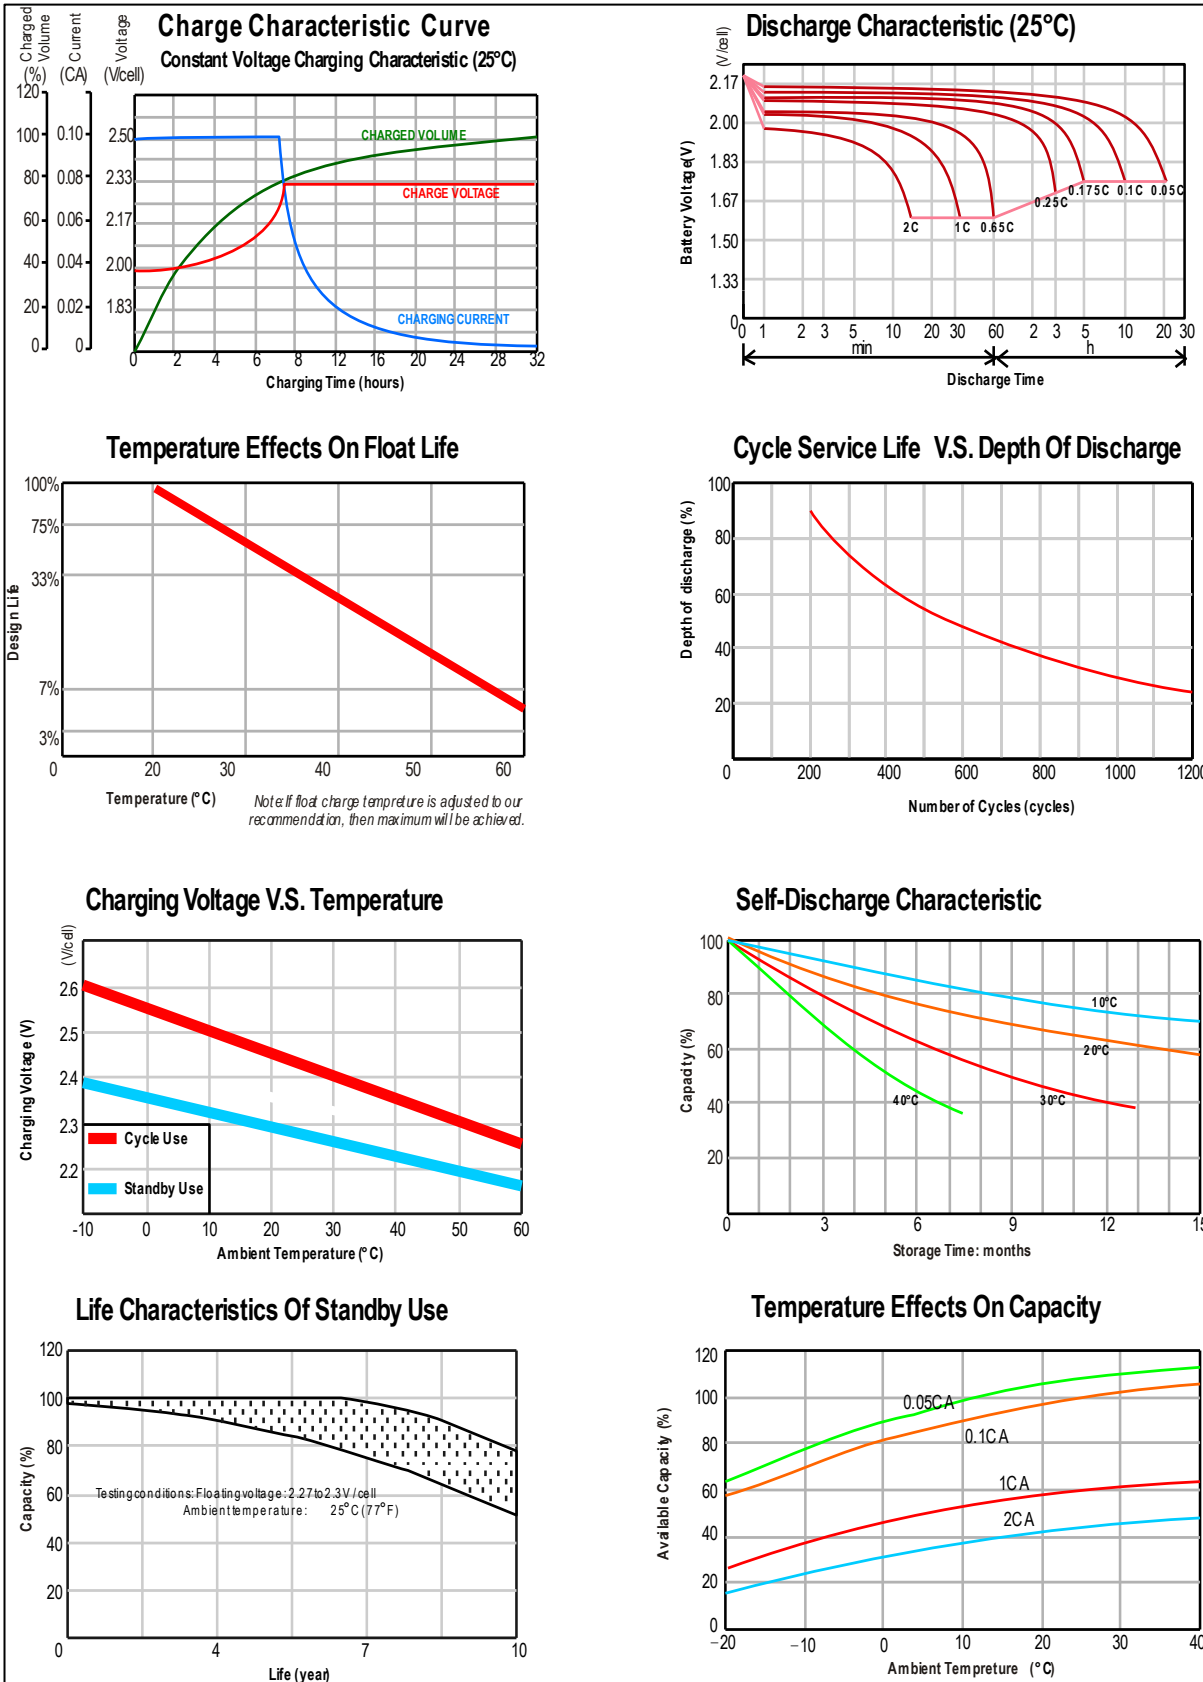 Charge Characteristic Curve
Constant Voltage Charging Characteristic (25°C)
Charged Volume
Current
Voltage
(%) (CA) (V/cell)
120
100 0.10 2.50
80 0.08 2.33
60 0.06 2.17
40 0.04 2.00
20 0.02 1.83
0 0
CHARGED VOLUME
CHARGE VOLTAGE
CHARGING CURRENT
0 2 4 6 8 12 16 20 24 28 32
Charging Time (hours)
Discharge Characteristic (25°C)
(V/cell)
Battery Voltage(V)
2.17
2.00
1.83
1.67
1.50
1.33
0
2C 1C 0.65C 0.25C 0.175C 0.1C 0.05C
0 1 2 3 5 10 20 30 60 2 3 5 10 20 30
min h
Discharge Time
Temperature Effects On Float Life
Design Life
100%
75%
33%
7%
3%
0 20 30 40 50 60
Temperature (°C)
Note:If float charge tempreture is adjusted to our
recommendation, then maximum will be achieved.
Cycle Service Life V.S. Depth Of Discharge
Depth of discharge (%)
100
80
60
40
20
0 200 400 600 800 1000 1200
Number of Cycles (cycles)
Charging Voltage V.S. Temperature
(V/cell)
Charging Voltage (V)
2.6
2.5
2.4
2.3
2.2
Cycle Use
Standby Use
-10 0 10 20 30 40 50 60
Ambient Temperature (°C)
Self-Discharge Characteristic
Capacity (%)
100
80
60
40
20
10°C
20°C
30°C
40°C
0 3 6 9 12 15
Storage Time: months
Life Characteristics Of Standby Use
Capacity (%)
120
100
80
60
40
20
Testing conditions: Floating voltage: 2.27 to 2.3 V/cell
Ambient temperature: 25°C (77°F)
0 4 7 10
Life (year)
Temperature Effects On Capacity
Available Capacity (%)
120
100
80
60
40
20
0
0.05CA
0.1CA
1CA
2CA
−20 −10 0 10 20 30 40
Ambient Tempreture (°C)